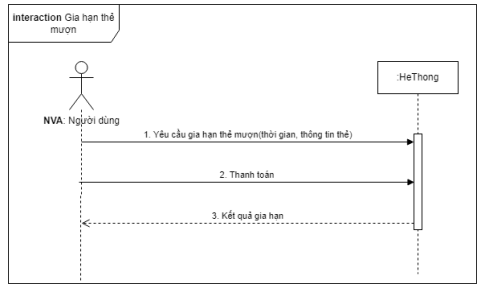 interaction Gia hạn thẻ
mượn
:HeThong
NVA: Người dùng
1. Yêu cầu gia hạn thẻ mượn(thời gian, thông tin thẻ)
2. Thanh toán
3. Kết quả gia hạn